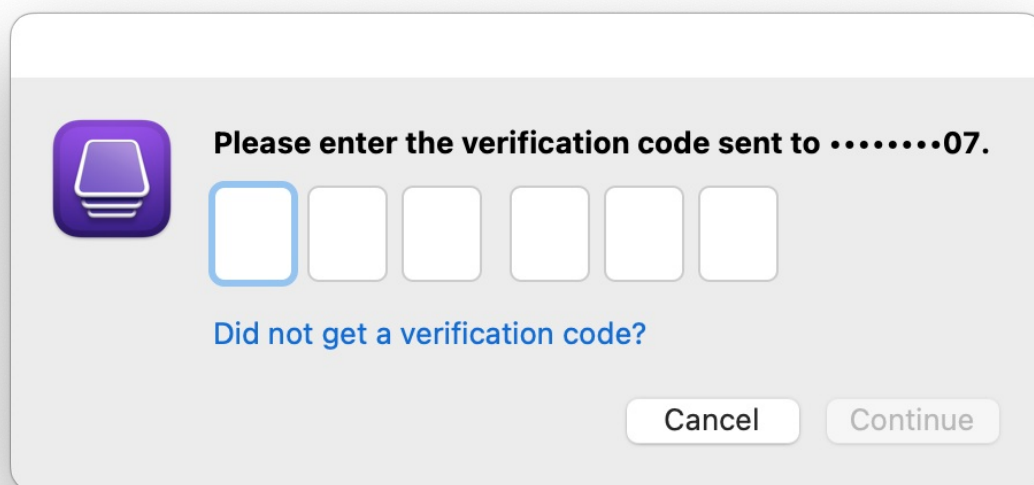 Please enter the verification code sent to ••••••••07.
Did not get a verification code?
Cancel
Continue